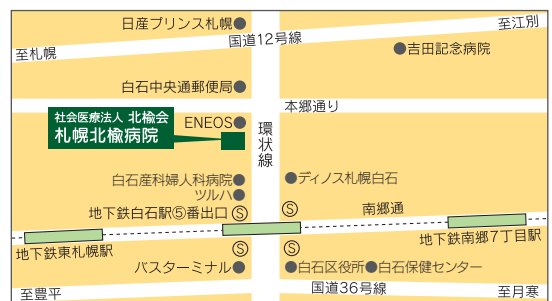 日産プリンス札幌
至江別
国道12号線
至札幌
吉田記念病院
白石中央通郵便局
本郷通り
社会医療法人 北楡会
札幌北楡病院
ENEOS
環状線
白石産科婦人科病院
ディノス札幌白石
ツルハ
地下鉄白石駅⑤番出口
Ⓢ
Ⓢ
南郷通
地下鉄東札幌駅
地下鉄南郷7丁目駅
Ⓢ
Ⓢ
バスターミナル
白石区役所
白石保健センター
至豊平
国道36号線
至月寒